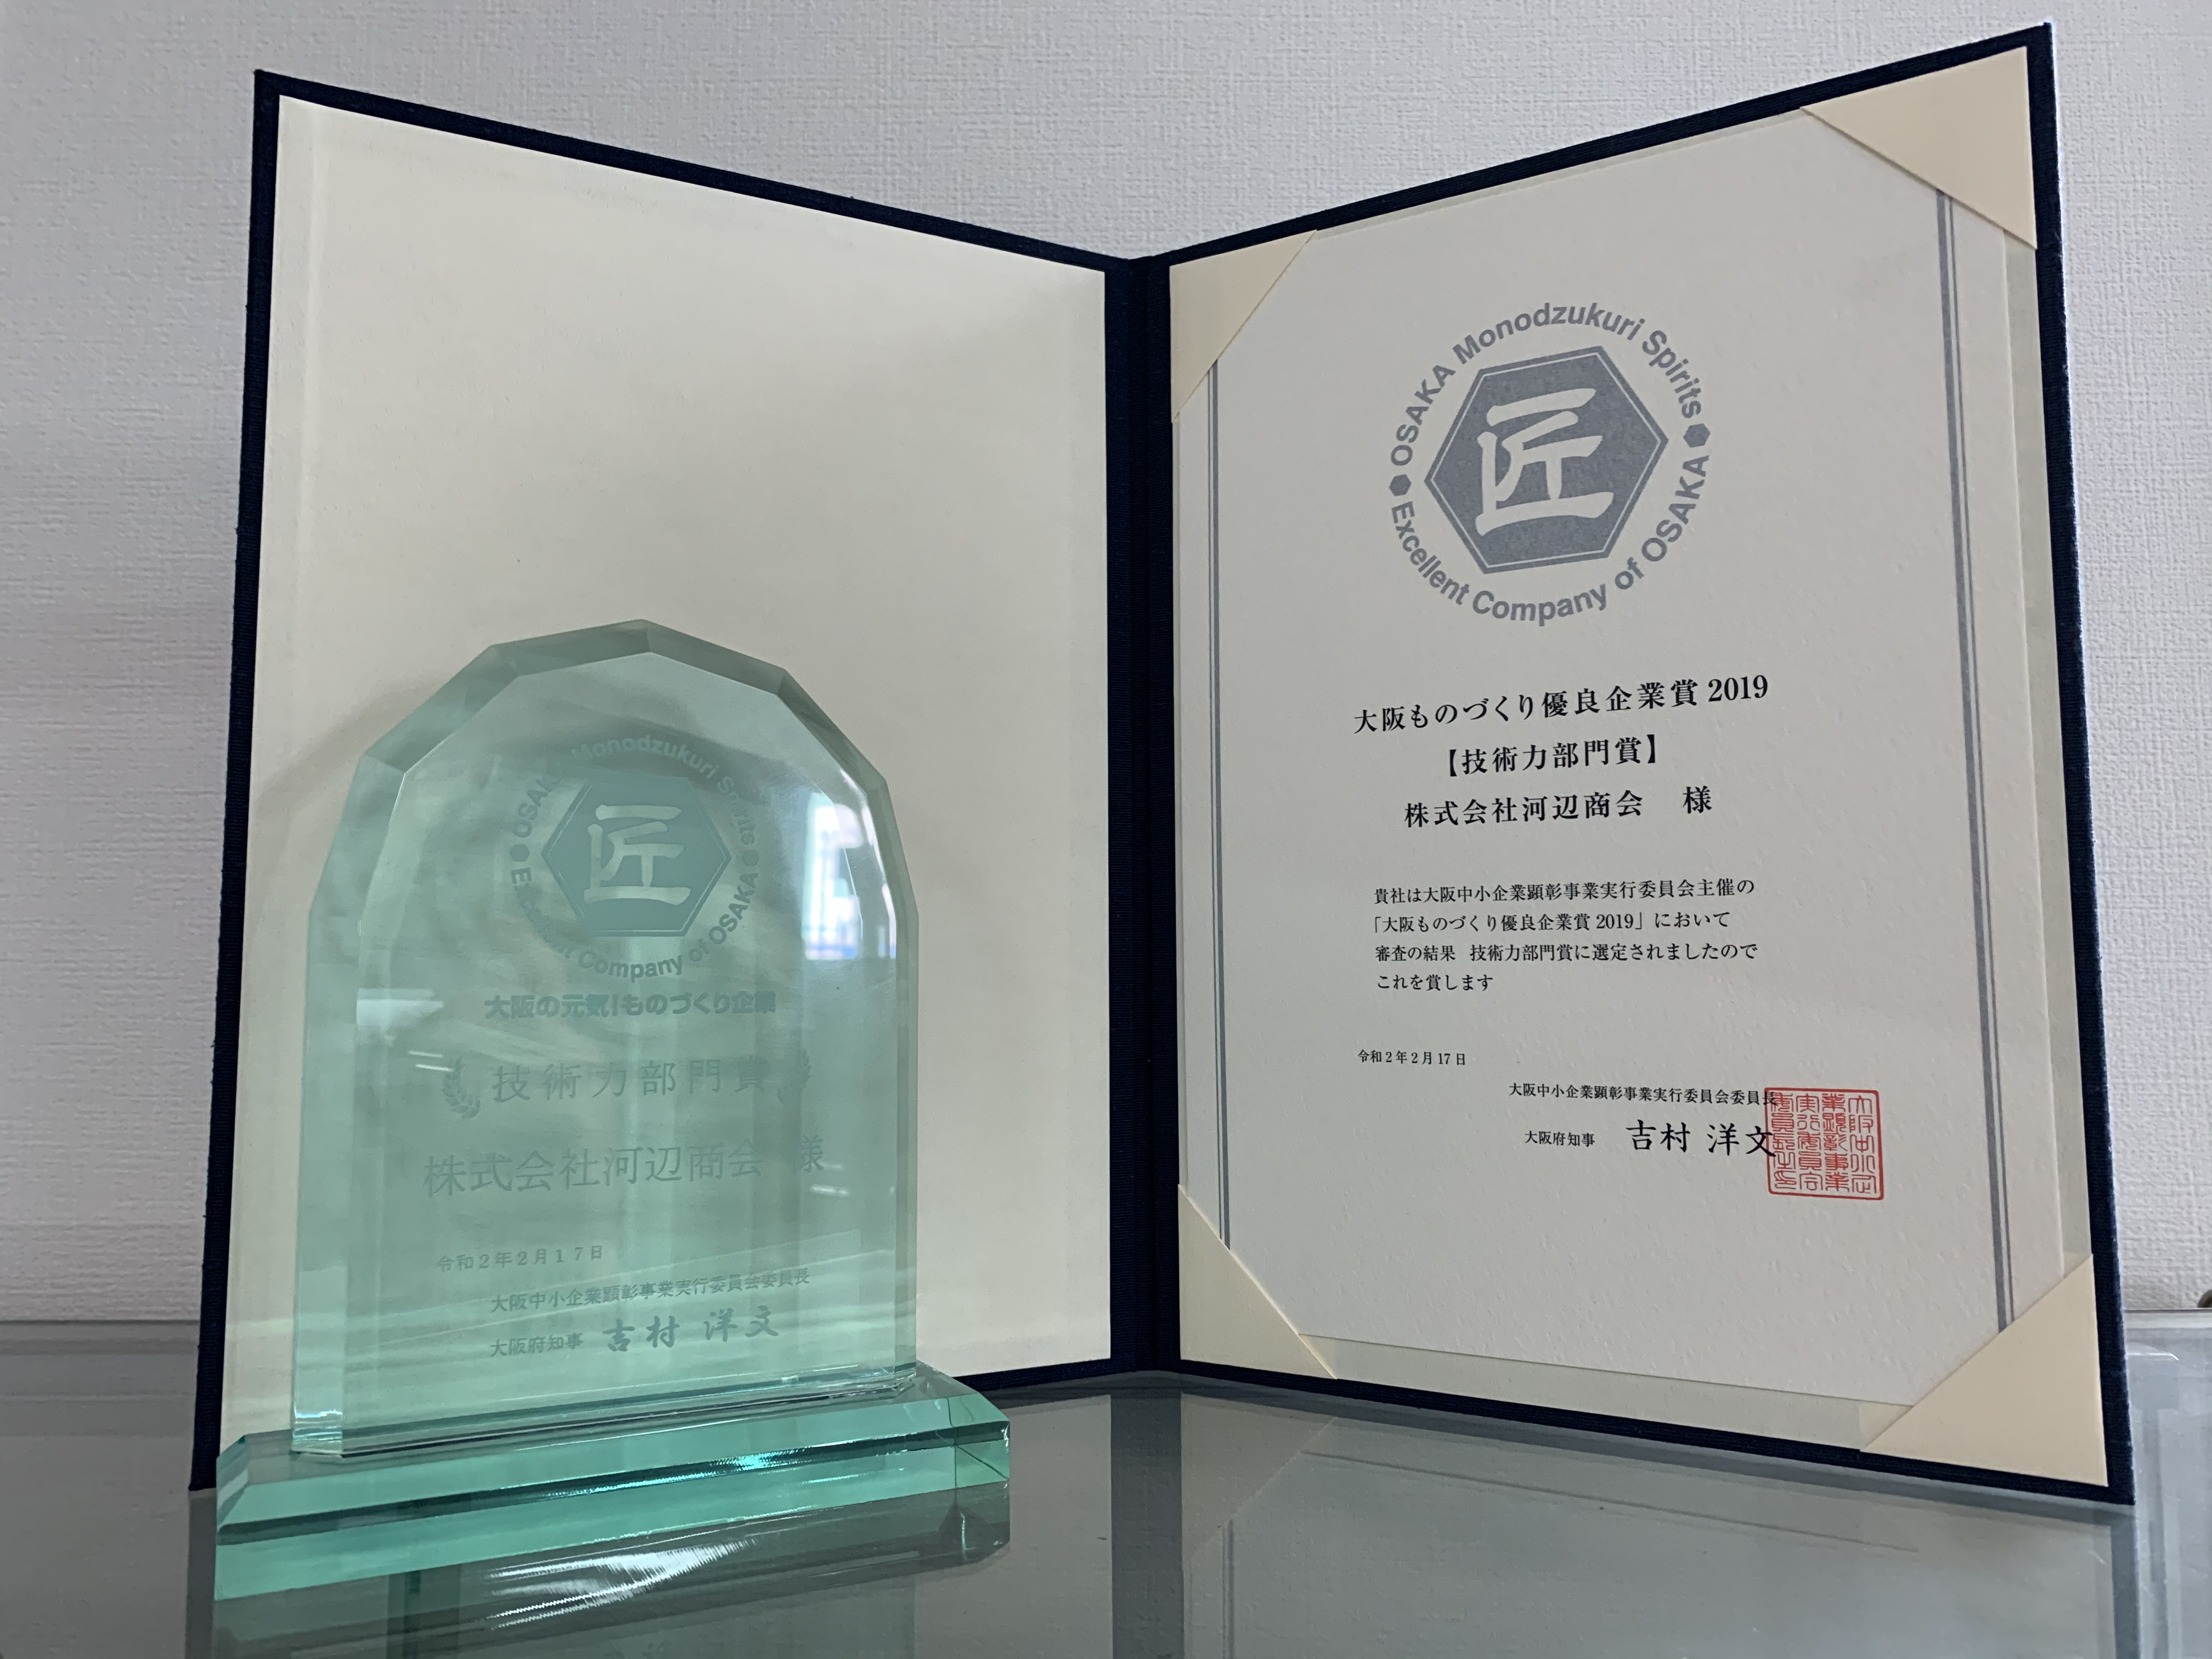 OSAKA Monodzukuri Spirits
匠
Excellent Company of OSAKA
大阪の元気!ものづくり企業
技術力部門賞
株式会社河辺商会 様
令和2年2月17日
大阪中小企業顕彰事業実行委員会委員長
大阪府知事 吉村 洋文
OSAKA Monodzukuri Spirits
匠
Excellent Company of OSAKA
大阪ものづくり優良企業賞 2019
【技術力部門賞】
株式会社河辺商会 様
貴社は大阪中小企業顕彰事業実行委員会主催の
「大阪ものづくり優良企業賞 2019」において
審査の結果 技術力部門賞に選定されましたので
これを賞します
令和2年2月17日
大阪中小企業顕彰事業実行委員会委員長
大阪府知事 吉村 洋文